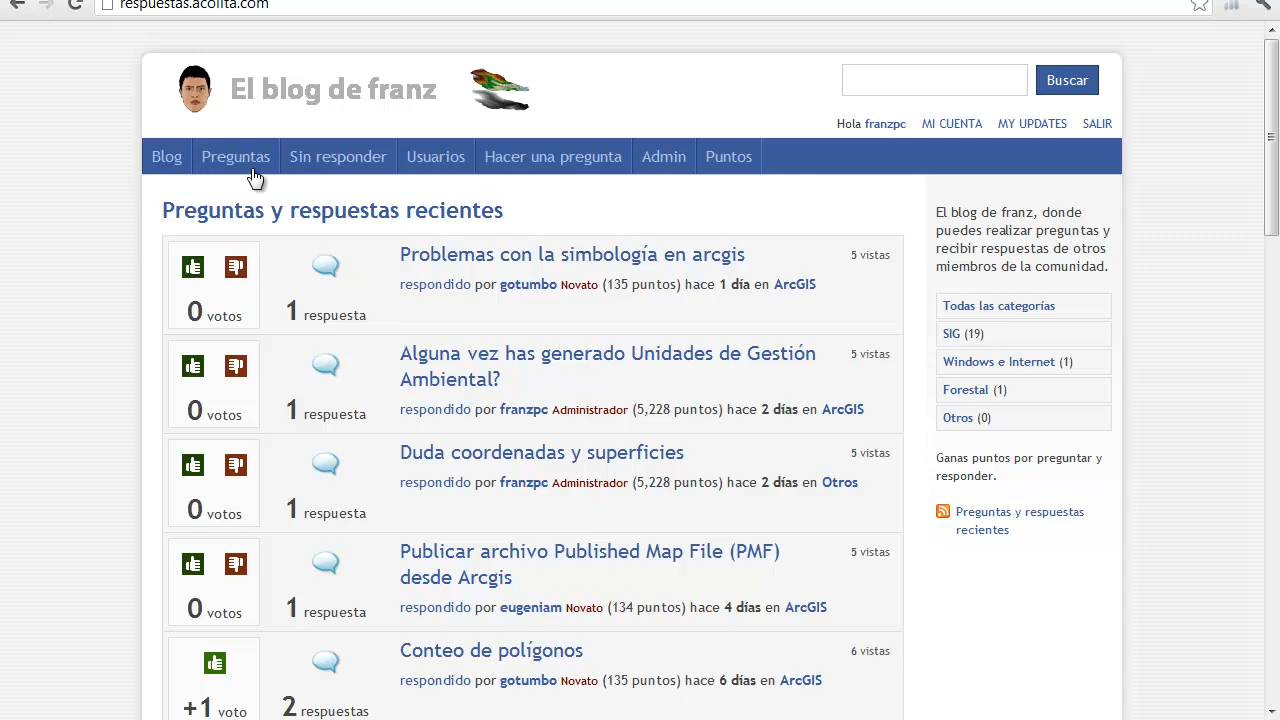 respuestas.acolita.com
El blog de franz
Buscar
Hola franzpc MI CUENTA MY UPDATES SALIR
Blog Preguntas Sin responder Usuarios Hacer una pregunta Admin Puntos
Preguntas y respuestas recientes
0 votos
1 respuesta
Problemas con la simbología en arcgis
5 vistas
respondido por gotumbo Novato (135 puntos) hace 1 día en ArcGIS
0 votos
1 respuesta
Alguna vez has generado Unidades de Gestión
Ambiental?
5 vistas
respondido por franzpc Administrador (5,228 puntos) hace 2 días en ArcGIS
0 votos
1 respuesta
Duda coordenadas y superficies
5 vistas
respondido por franzpc Administrador (5,228 puntos) hace 2 días en Otros
0 votos
1 respuesta
Publicar archivo Published Map File (PMF)
desde Arcgis
5 vistas
respondido por eugeniam Novato (134 puntos) hace 4 días en ArcGIS
+1 voto
2 respuestas
Conteo de polígonos
6 vistas
respondido por gotumbo Novato (135 puntos) hace 6 días en ArcGIS
El blog de franz, donde
puedes realizar preguntas y
recibir respuestas de otros
miembros de la comunidad.
Todas las categorías
SIG (19)
Windows e Internet (1)
Forestal (1)
Otros (0)
Ganas puntos por preguntar y
responder.
Preguntas y respuestas
recientes